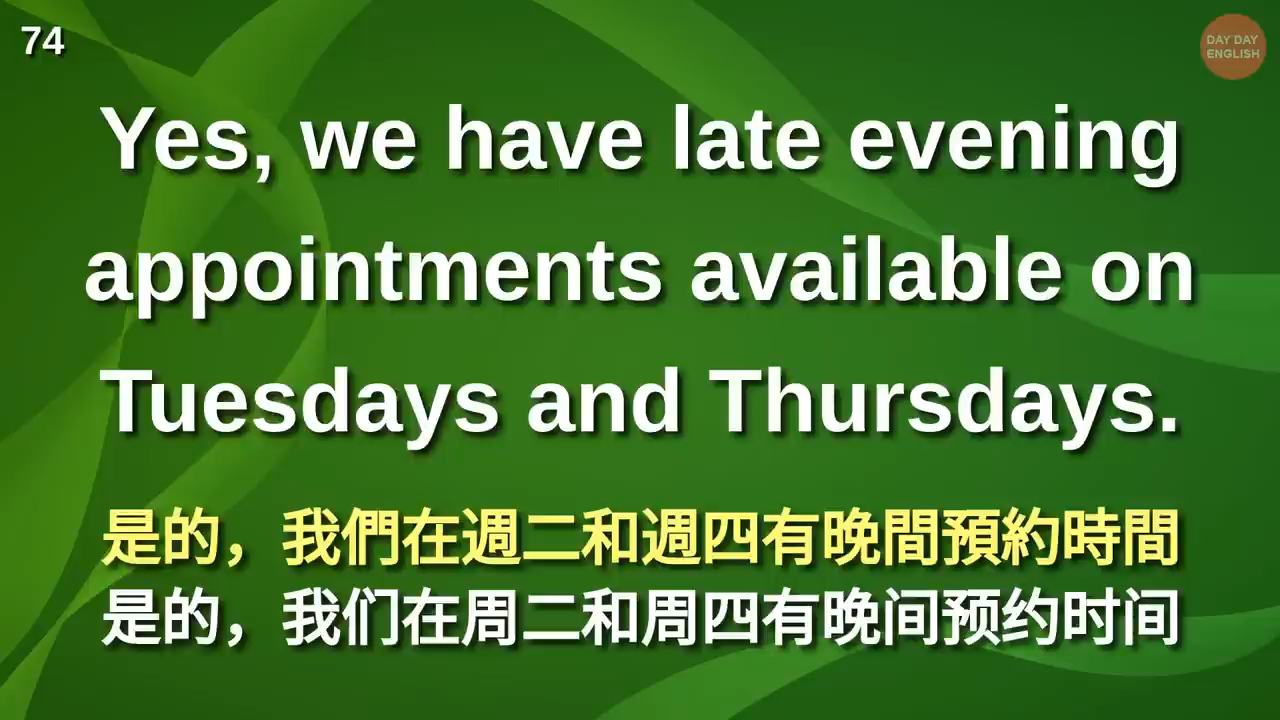 74
DAY DAY
ENGLISH
Yes, we have late evening
appointments available on
Tuesdays and Thursdays.
是的，我們在週二和週四有晚間預約時間
是的，我们在周二和周四有晚间预约时间